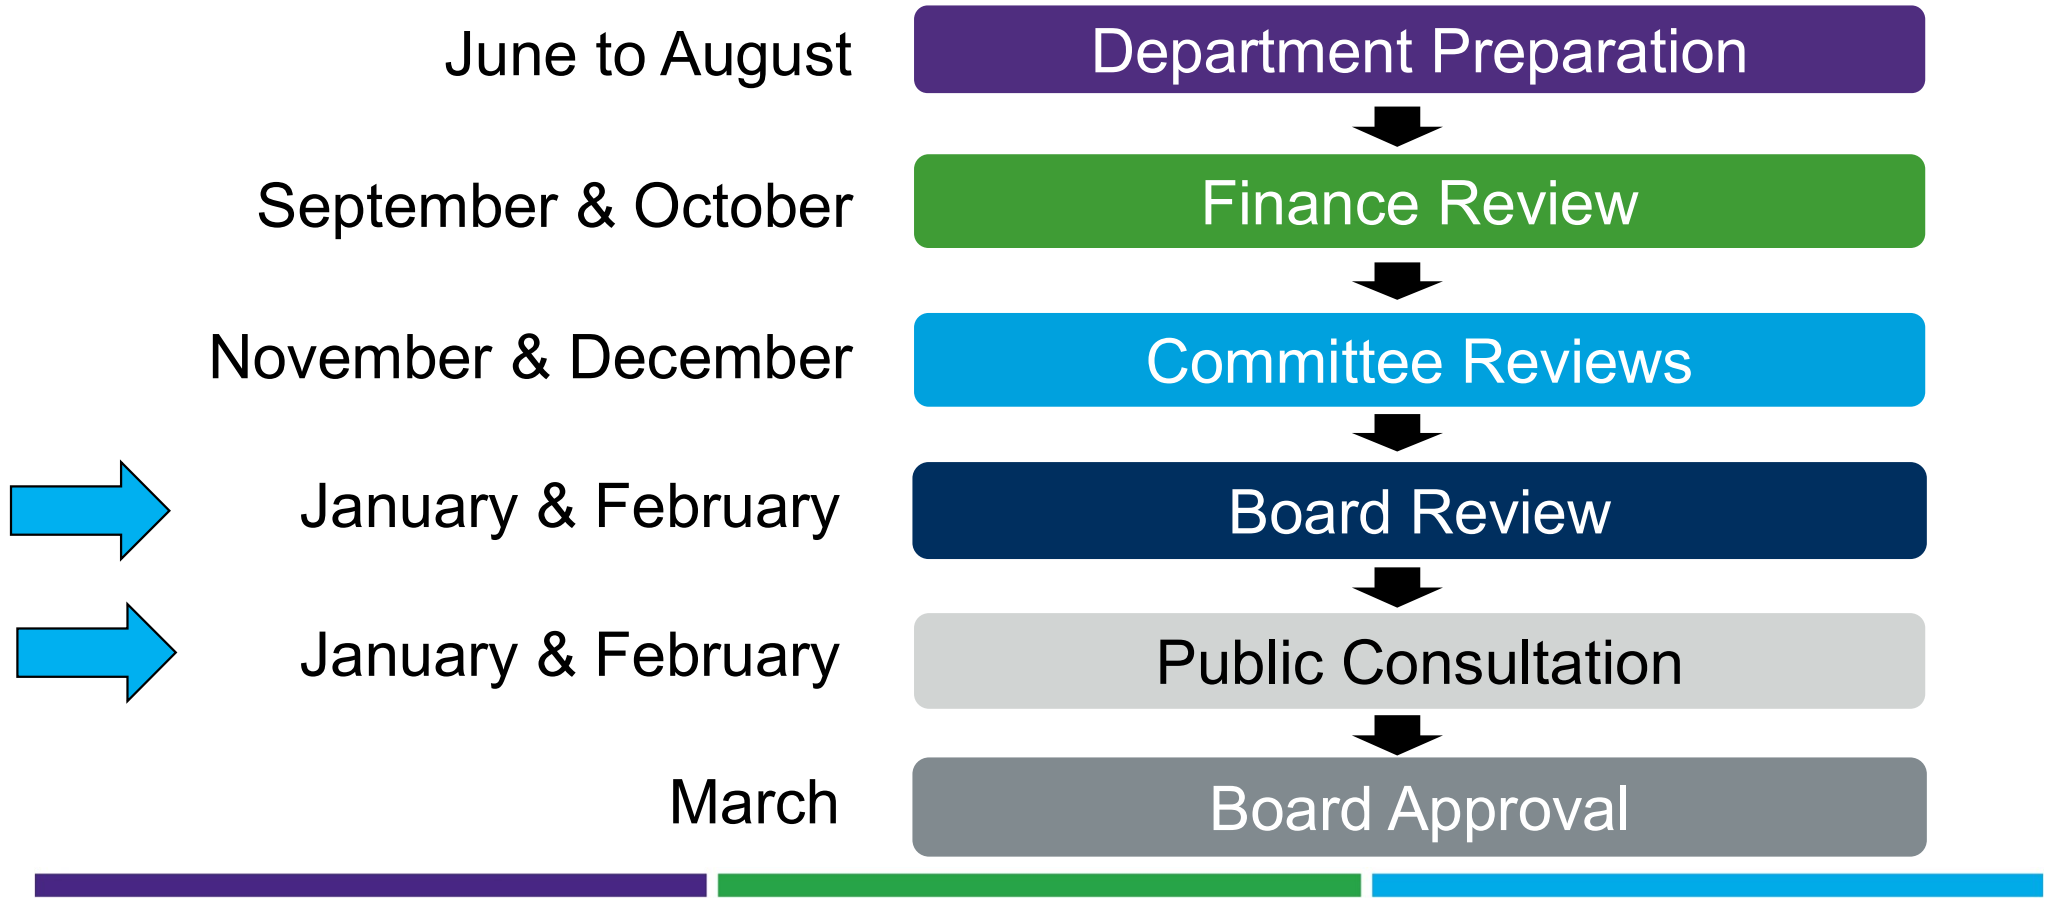 June to August
Department Preparation
September & October
Finance Review
November & December
Committee Reviews
January & February
Board Review
January & February
Public Consultation
March
Board Approval